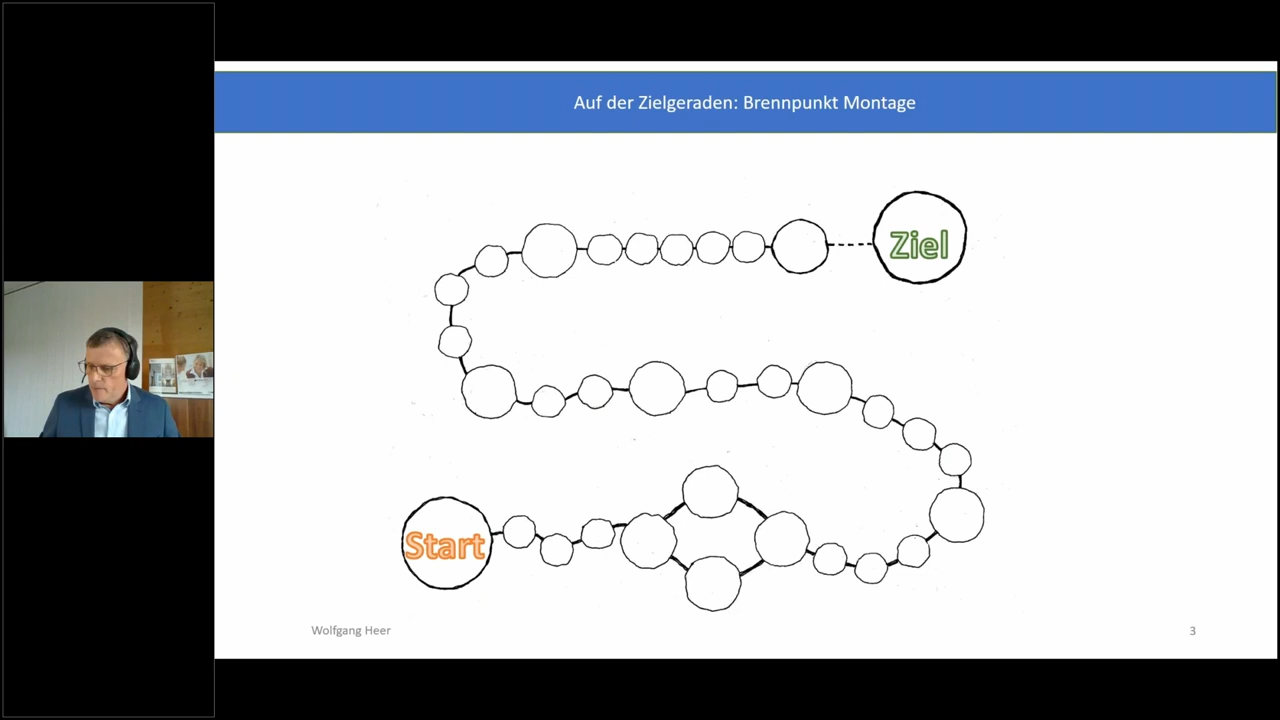 Auf der Zielgeraden: Brennpunkt Montage
Ziel
Start
Wolfgang Heer
3